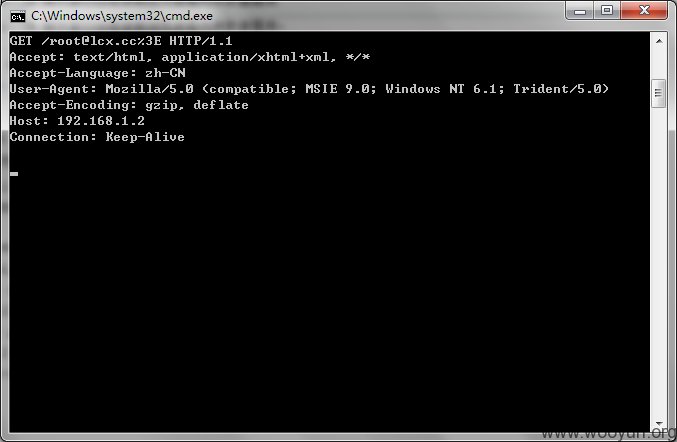 C:\Windows\system32\cmd.exe
GET /root@lcx.cc%3E HTTP/1.1
Accept: text/html, application/xhtml+xml, */*
Accept-Language: zh-CN
User-Agent: Mozilla/5.0 (compatible; MSIE 9.0; Windows NT 6.1; Trident/5.0)
Accept-Encoding: gzip, deflate
Host: 192.168.1.2
Connection: Keep-Alive
www.wooyun.org